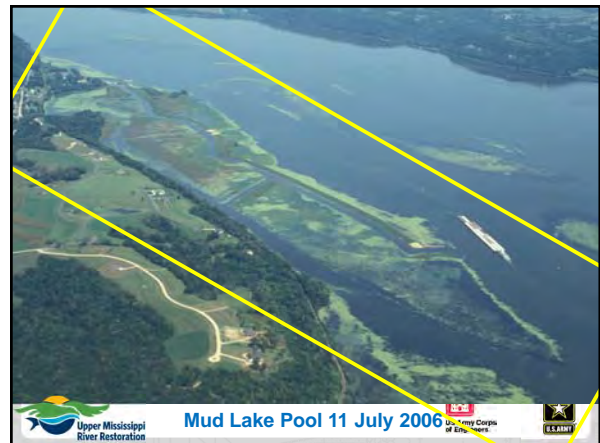 Upper Mississippi
River Restoration
Mud Lake Pool 11 July 2006
US Army Corps
of Engineers.
U.S. ARMY